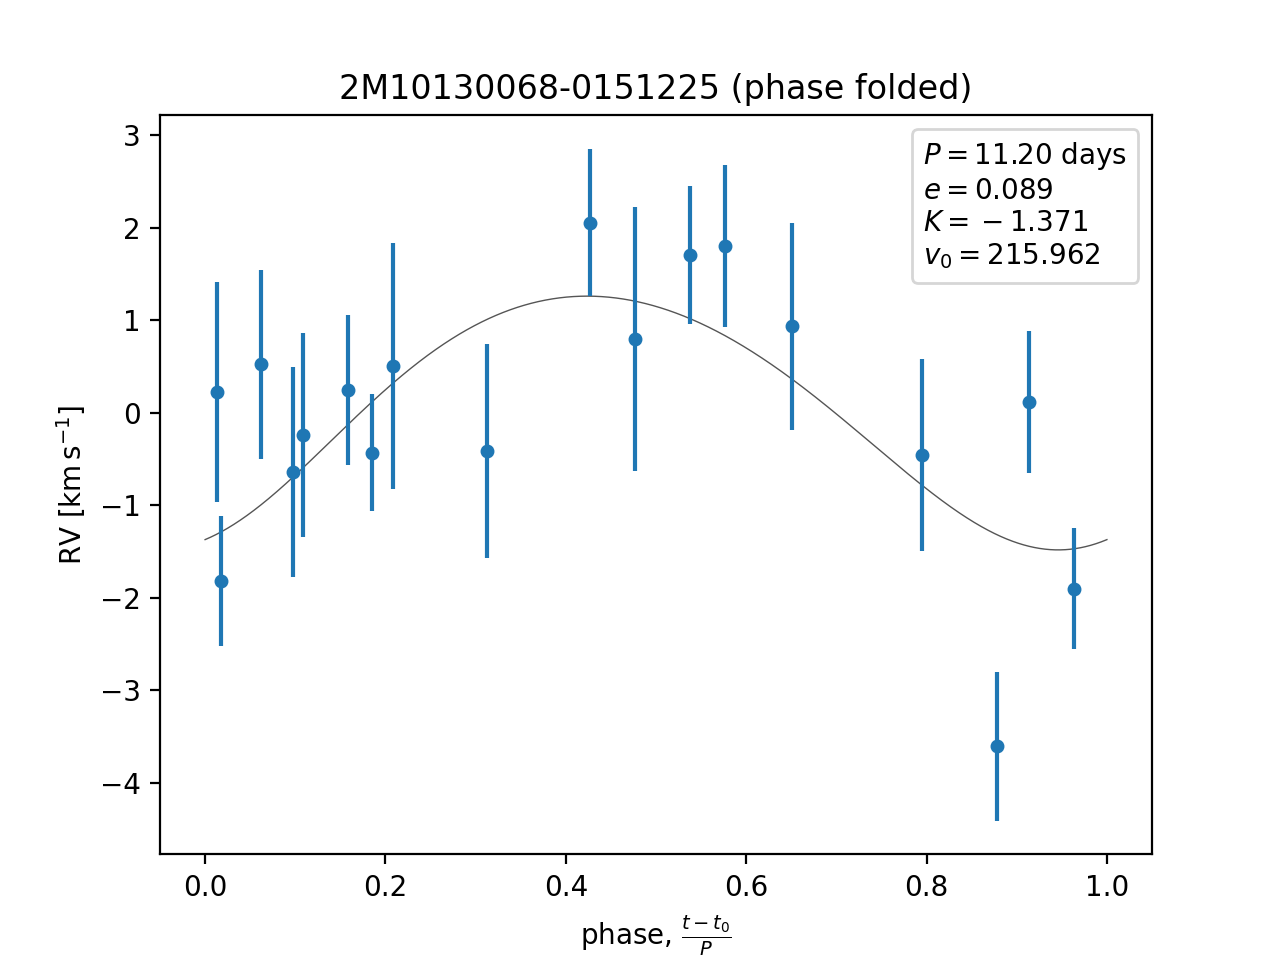 2M10130068-0151225 (phase folded)
P = 11.20 days
e = 0.089
K = −1.371
v₀ = 215.962
3
2
1
0
−1
−2
−3
−4
RV [km s⁻¹]
0.0 0.2 0.4 0.6 0.8 1.0
phase, (t − t₀)/P